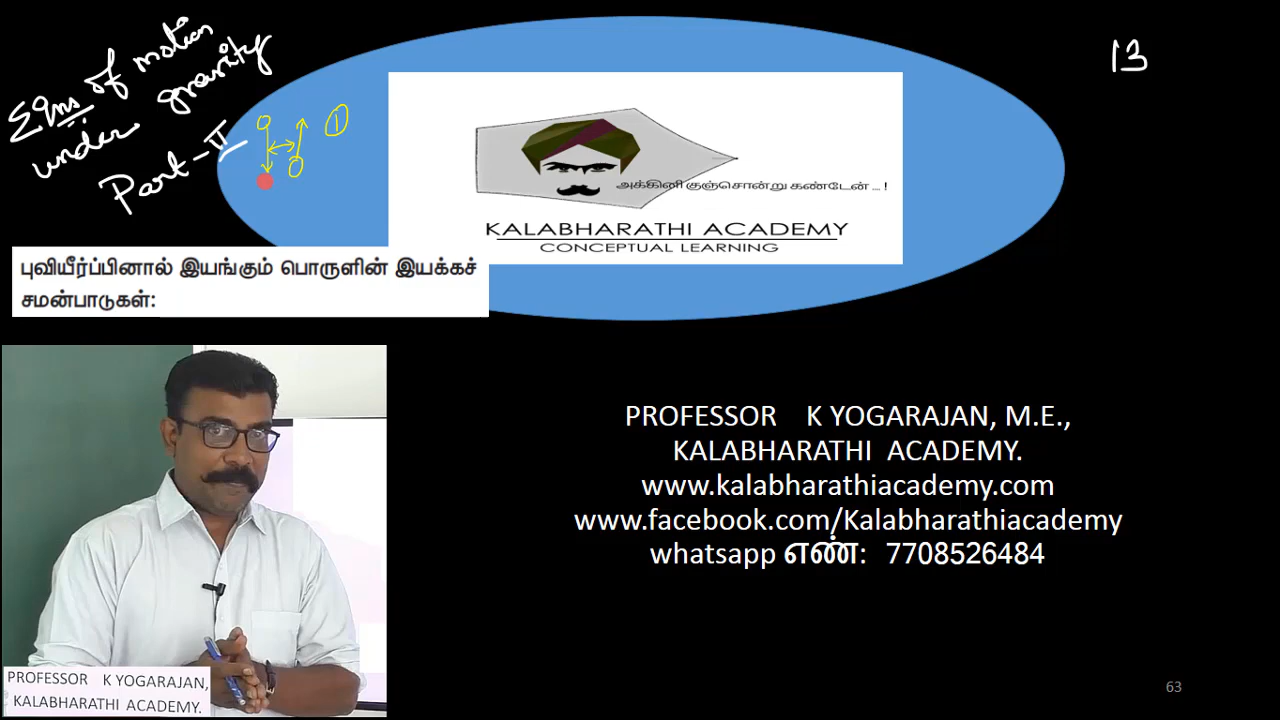 Eqns of motion
under gravity
Part-II
①
13
அக்கினி குஞ்சொன்று கண்டேன் ...!
KALABHARATHI ACADEMY
CONCEPTUAL LEARNING
புவியீர்ப்பினால் இயங்கும் பொருளின் இயக்கச்
சமன்பாடுகள்:
PROFESSOR K YOGARAJAN, M.E.,
KALABHARATHI ACADEMY.
www.kalabharathiacademy.com
www.facebook.com/Kalabharathiacademy
whatsapp எண்: 7708526484
PROFESSOR K YOGARAJAN,
KALABHARATHI ACADEMY.
63